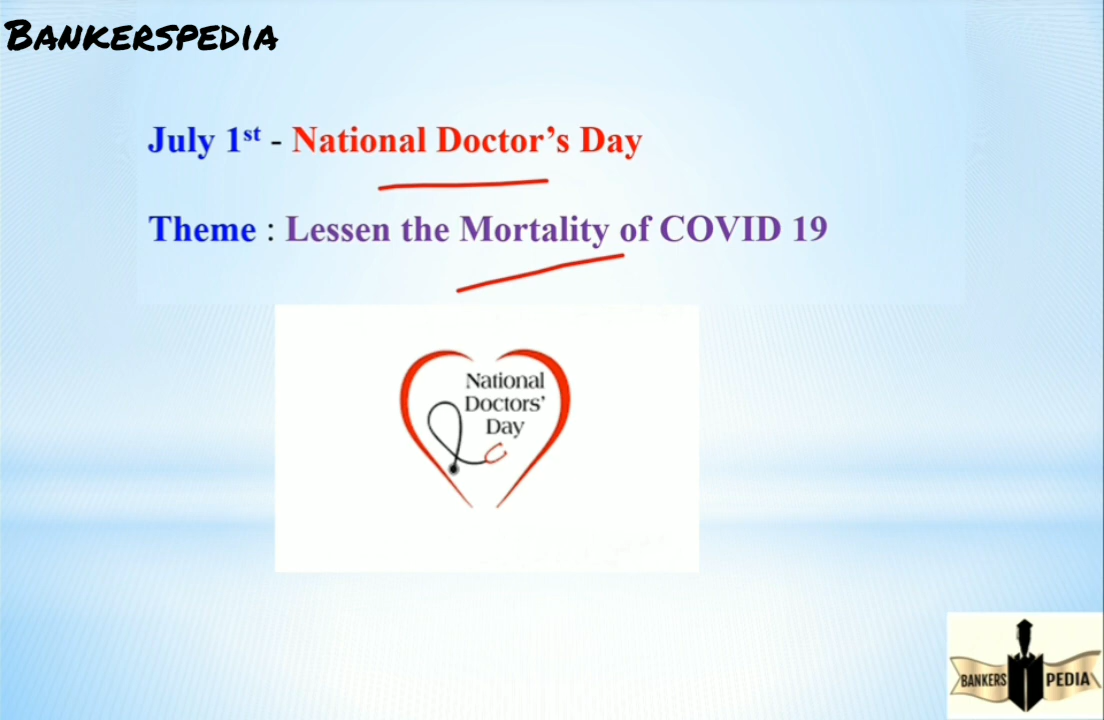 BANKERSPEDIA
July 1st - National Doctor’s Day
Theme : Lessen the Mortality of COVID 19
National
Doctors’
Day
BANKERS PEDIA